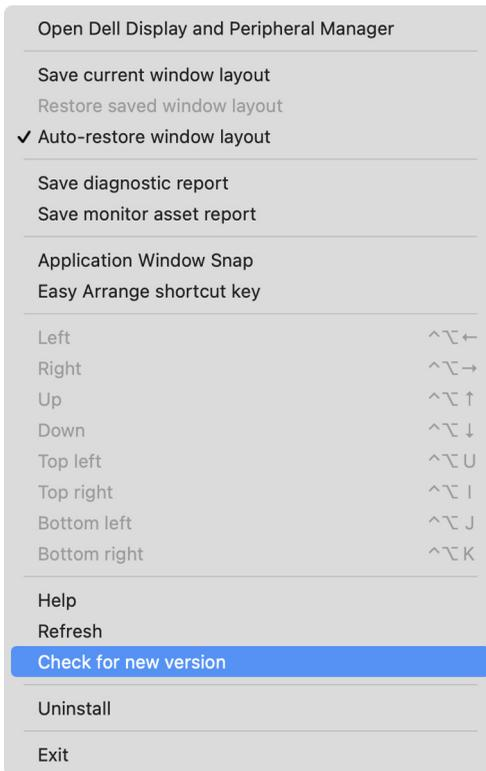 Open Dell Display and Peripheral Manager
Save current window layout
Restore saved window layout
✓ Auto-restore window layout
Save diagnostic report
Save monitor asset report
Application Window Snap
Easy Arrange shortcut key
Left ^⌥←
Right ^⌥→
Up ^⌥↑
Down ^⌥↓
Top left ^⌥U
Top right ^⌥I
Bottom left ^⌥J
Bottom right ^⌥K
Help
Refresh
Check for new version
Uninstall
Exit